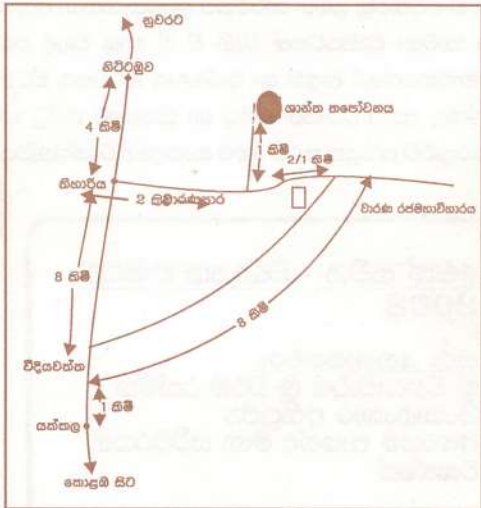 නුවරට
නිට්ටඹුව
4 කිමී
ශාන්ත තපෝවනය
1 කිමී
2/1 කිමී
තිහාරිය
2 ක්‍රිවාරණපාර
වාරණ රජමහාවිහාරය
8 කිමී
8 කිමී
විදියවත්ත
1 කිමී
යක්කල
කොළඹ සිට